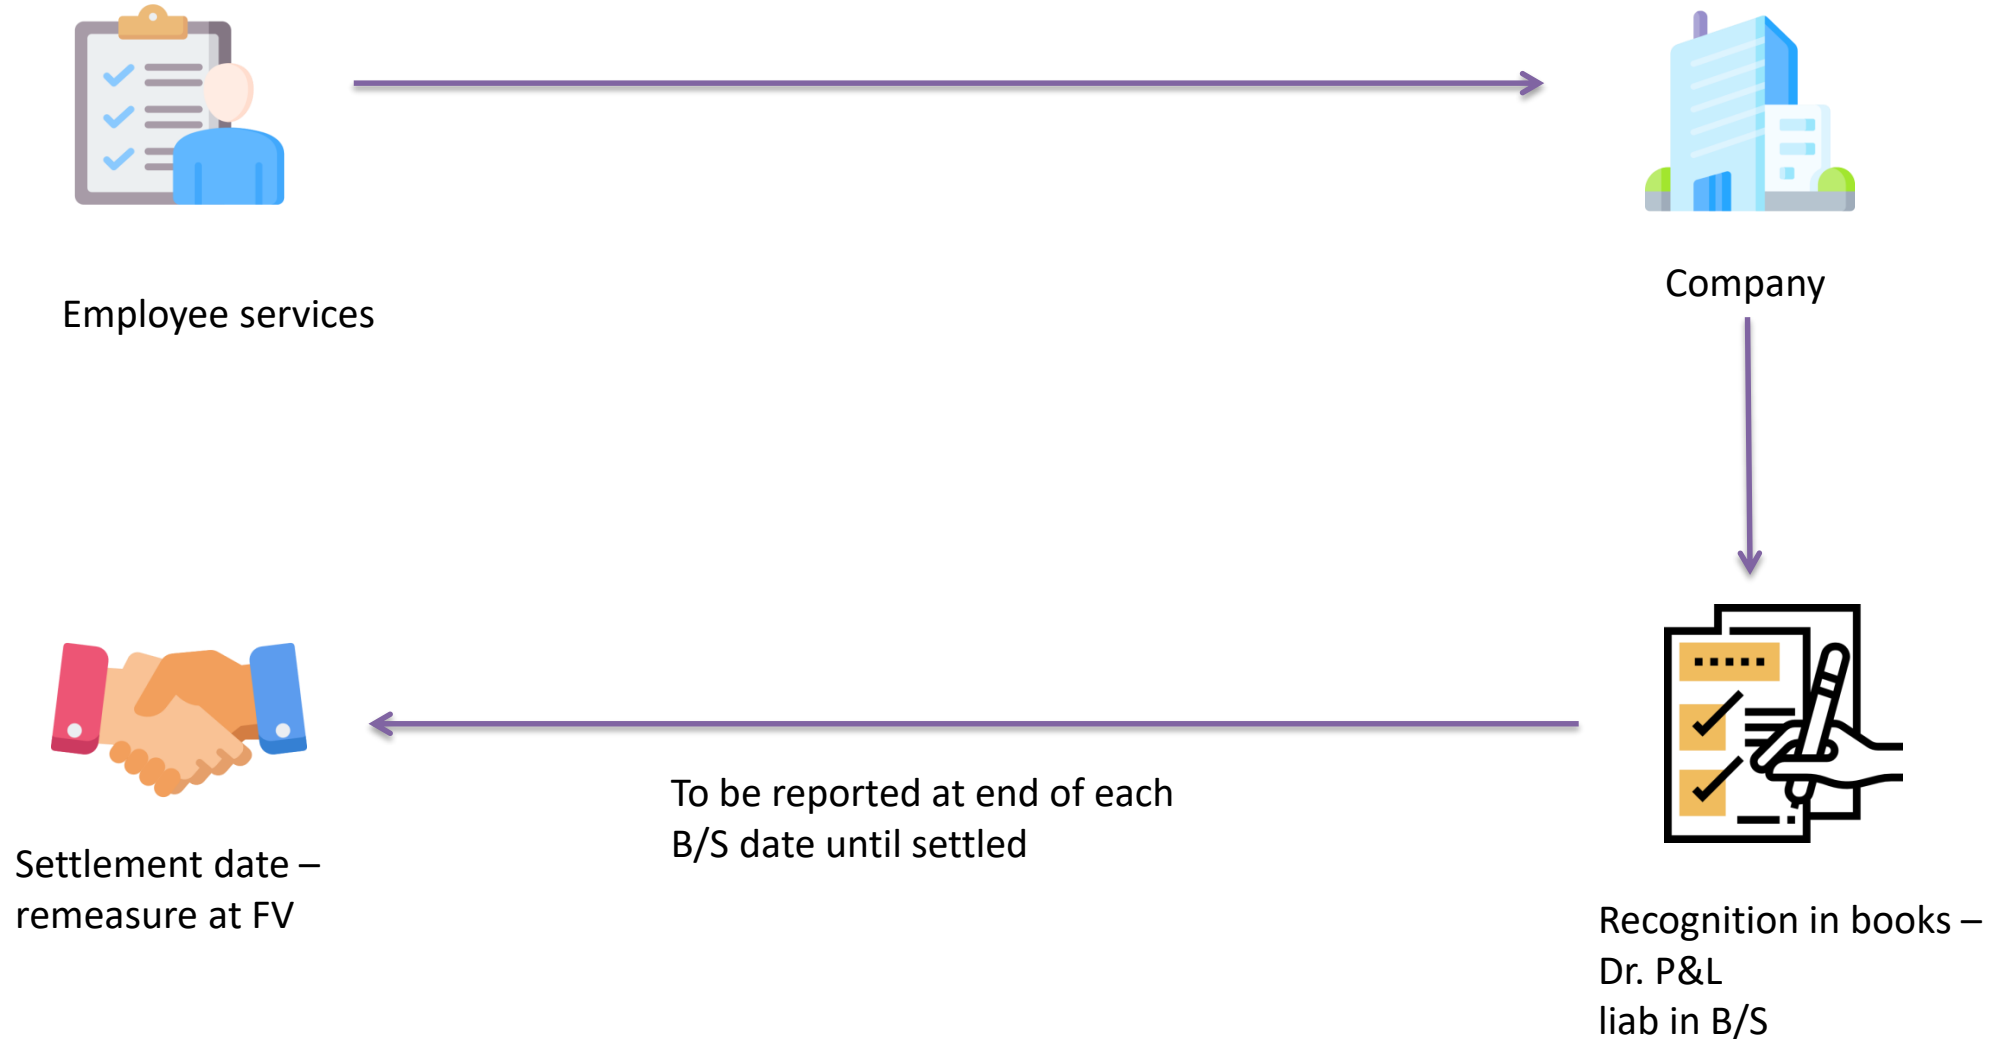 Employee services
Company
To be reported at end of each
B/S date until settled
Settlement date –
remeasure at FV
Recognition in books –
Dr. P&L
liab in B/S